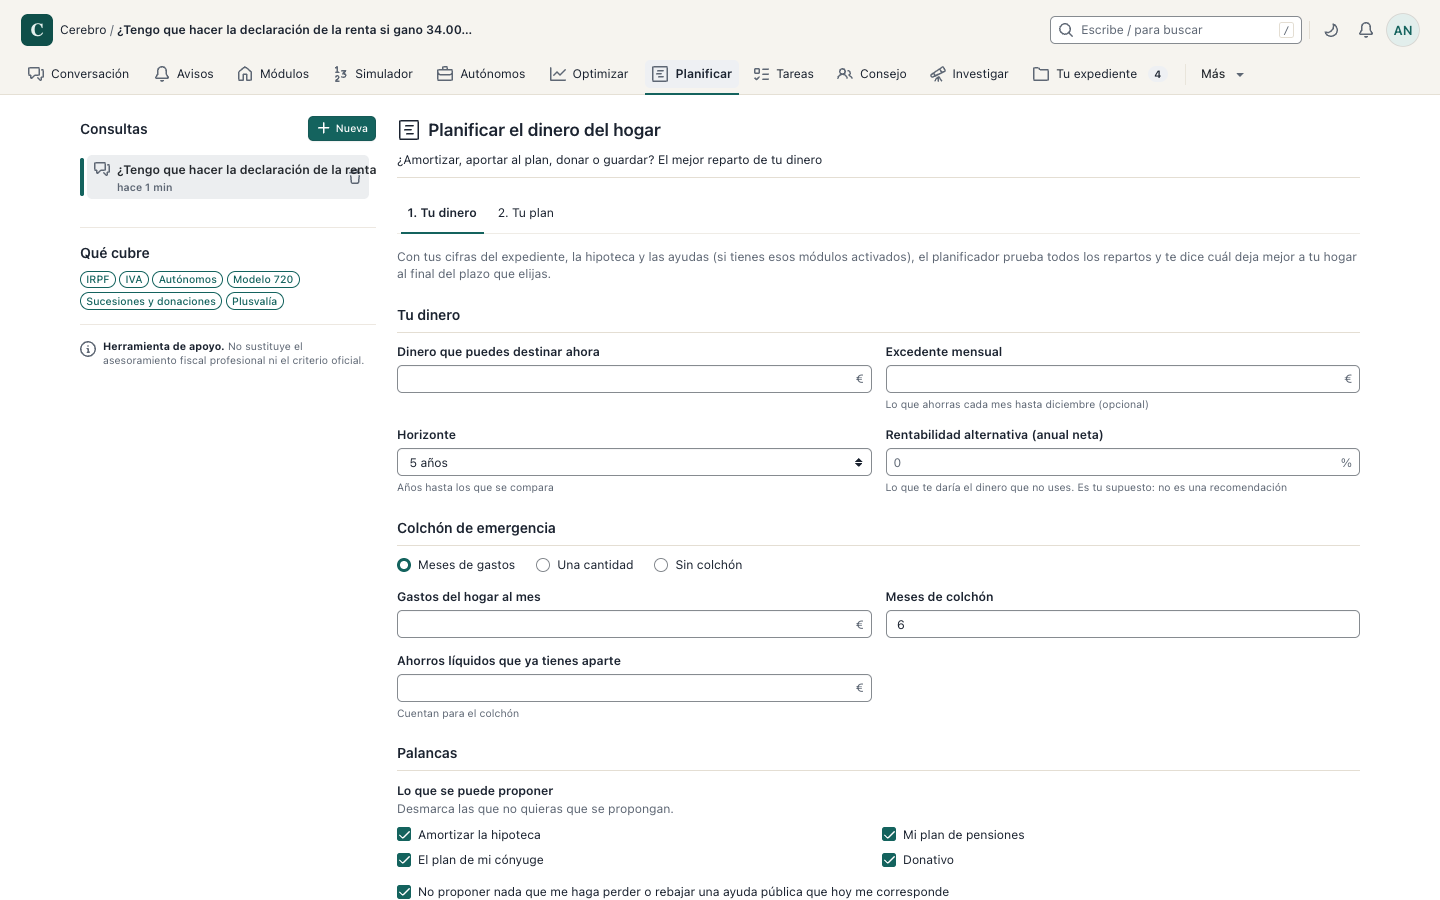 C Cerebro / ¿Tengo que hacer la declaración de la renta si gano 34.00...
Escribe / para buscar /
AN
Conversación Avisos Módulos Simulador Autónomos Optimizar Planificar Tareas Consejo Investigar Tu expediente 4 Más
Consultas
Nueva
¿Tengo que hacer la declaración de la renta
hace 1 min
Qué cubre
IRPF IVA Autónomos Modelo 720
Sucesiones y donaciones Plusvalía
Herramienta de apoyo. No sustituye el
asesoramiento fiscal profesional ni el criterio oficial.
Planificar el dinero del hogar
¿Amortizar, aportar al plan, donar o guardar? El mejor reparto de tu dinero
1. Tu dinero 2. Tu plan
Con tus cifras del expediente, la hipoteca y las ayudas (si tienes esos módulos activados), el planificador prueba todos los repartos y te dice cuál deja mejor a tu hogar
al final del plazo que elijas.
Tu dinero
Dinero que puedes destinar ahora Excedente mensual
€ €
Lo que ahorras cada mes hasta diciembre (opcional)
Horizonte Rentabilidad alternativa (anual neta)
5 años 0 %
Años hasta los que se compara Lo que te daría el dinero que no uses. Es tu supuesto: no es una recomendación
Colchón de emergencia
Meses de gastos Una cantidad Sin colchón
Gastos del hogar al mes Meses de colchón
€ 6
Ahorros líquidos que ya tienes aparte
€
Cuentan para el colchón
Palancas
Lo que se puede proponer
Desmarca las que no quieras que se propongan.
Amortizar la hipoteca Mi plan de pensiones
El plan de mi cónyuge Donativo
No proponer nada que me haga perder o rebajar una ayuda pública que hoy me corresponde